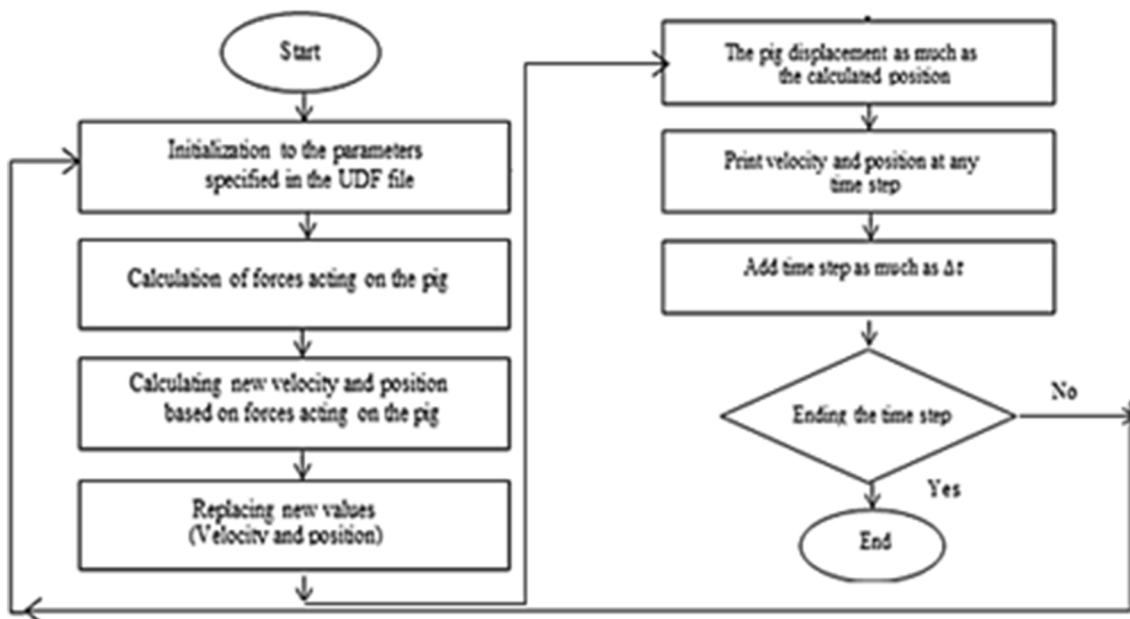 Start
Initialization to the parameters
specified in the UDF file
Calculation of forces acting on the pig
Calculating new velocity and position
based on forces acting on the pig
Replacing new values
(Velocity and position)
The pig displacement as much as
the calculated position
Print velocity and position at any
time step
Add time step as much as Δt
Ending the time step
No
Yes
End